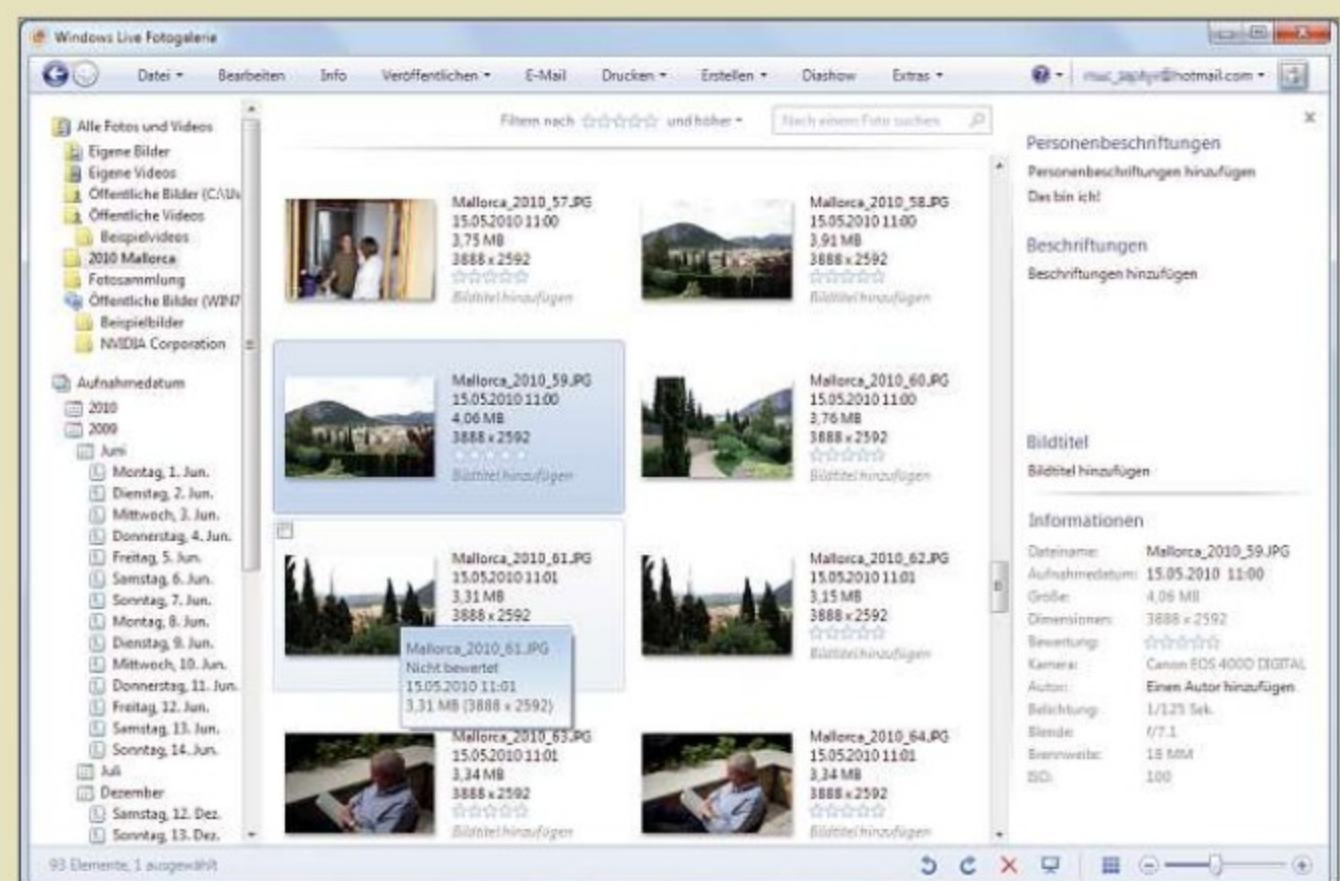 Windows Live Fotogalerie
Datei Bearbeiten Info Veröffentlichen E-Mail Drucken Erstellen Diashow Extras
hotmail.com
Filtern nach und höher
Nach einem Foto suchen
Alle Fotos und Videos
Eigene Bilder
Eigene Videos
Öffentliche Bilder (C:\Us
Öffentliche Videos
Beispielvideos
2010 Mallorca
Fotosammlung
Öffentliche Bilder (WIN7
Beispielbilder
NVIDIA Corporation
Aufnahmedatum
2010
2009
Juni
Montag, 1. Jun.
Dienstag, 2. Jun.
Mittwoch, 3. Jun.
Donnerstag, 4. Jun.
Freitag, 5. Jun.
Samstag, 6. Jun.
Sonntag, 7. Jun.
Montag, 8. Jun.
Dienstag, 9. Jun.
Mittwoch, 10. Jun.
Donnerstag, 11. Jun.
Freitag, 12. Jun.
Samstag, 13. Jun.
Sonntag, 14. Jun.
Juli
Dezember
Samstag, 12. Dez.
Sonntag, 13. Dez.
Mallorca_2010_57.JPG
15.05.2010 11:00
3,75 MB
3888 x 2592
Bildtitel hinzufügen
Mallorca_2010_58.JPG
15.05.2010 11:00
3,91 MB
3888 x 2592
Bildtitel hinzufügen
Mallorca_2010_59.JPG
15.05.2010 11:00
4,06 MB
3888 x 2592
Bildtitel hinzufügen
Mallorca_2010_60.JPG
15.05.2010 11:00
3,76 MB
3888 x 2592
Bildtitel hinzufügen
Mallorca_2010_61.JPG
15.05.2010 11:01
3,31 MB
3888 x 2592
Mallorca_2010_61.JPG
Nicht bewertet
15.05.2010 11:01
3,31 MB (3888 x 2592)
Mallorca_2010_62.JPG
15.05.2010 11:01
3,15 MB
3888 x 2592
Bildtitel hinzufügen
Mallorca_2010_63.JPG
15.05.2010 11:01
3,34 MB
3888 x 2592
Bildtitel hinzufügen
Mallorca_2010_64.JPG
15.05.2010 11:01
3,34 MB
3888 x 2592
Bildtitel hinzufügen
Personenbeschriftungen
Personenbeschriftungen hinzufügen
Das bin ich!
Beschriftungen
Beschriftungen hinzufügen
Bildtitel
Bildtitel hinzufügen
Informationen
Dateiname: Mallorca_2010_59.JPG
Aufnahmedatum: 15.05.2010 11:00
Größe: 4,06 MB
Dimensionen: 3888 x 2592
Bewertung:
Kamera: Canon EOS 400D DIGITAL
Autor: Einen Autor hinzufügen
Belichtung: 1/125 Sek.
Blende: f/7.1
Brennweite: 18 MM
ISO: 100
93 Elemente, 1 ausgewählt